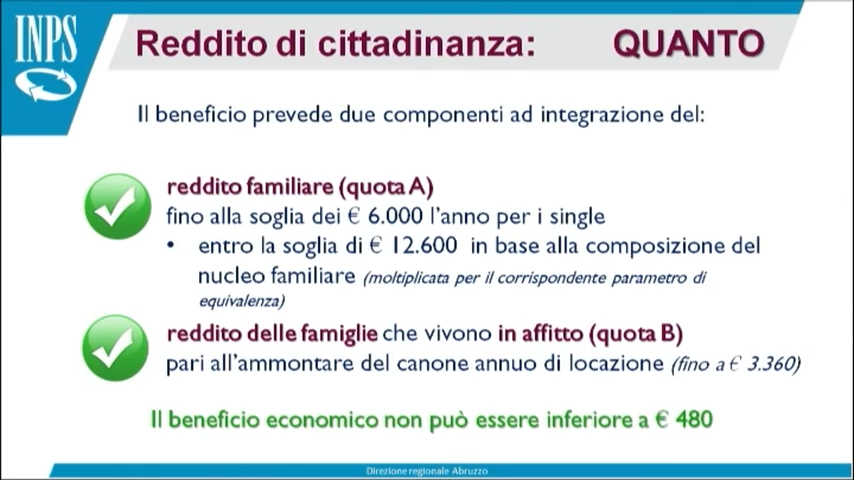 INPS
Reddito di cittadinanza: QUANTO
Il beneficio prevede due componenti ad integrazione del:
reddito familiare (quota A)
fino alla soglia dei € 6.000 l'anno per i single
• entro la soglia di € 12.600 in base alla composizione del
nucleo familiare (moltiplicata per il corrispondente parametro di
equivalenza)
reddito delle famiglie che vivono in affitto (quota B)
pari all'ammontare del canone annuo di locazione (fino a € 3.360)
Il beneficio economico non può essere inferiore a € 480
Direzione regionale Abruzzo